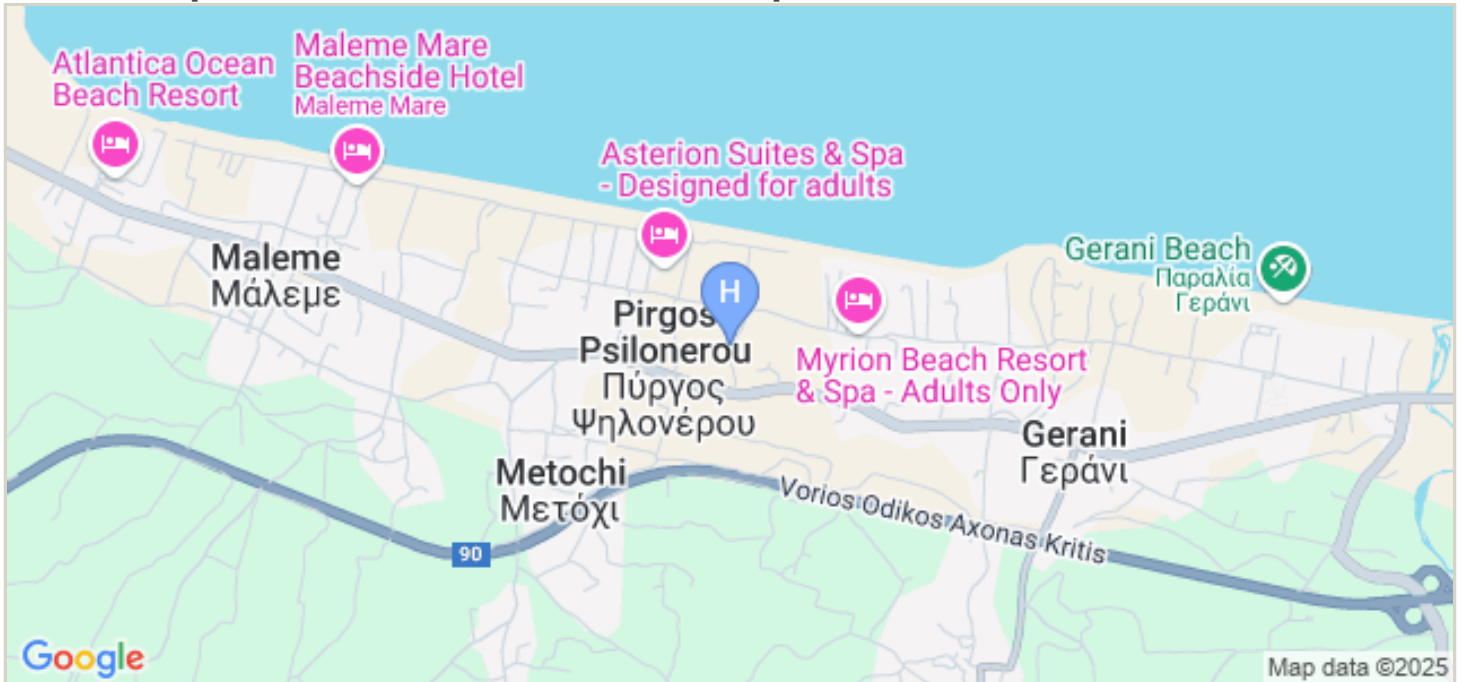 Atlantica Ocean
Beach Resort
Maleme Mare
Beachside Hotel
Maleme Mare
Asterion Suites & Spa
- Designed for adults
Gerani Beach
Παραλία
Γεράνι
Maleme
Μάλεμε
H
Pirgos
Psilonerou
Πύργος
Ψηλονέρου
Myrion Beach Resort
& Spa - Adults Only
Gerani
Γεράνι
Metochi
Μετόχι
Vorios Odikos Axonas Kritis
90
Google
Map data ©2025